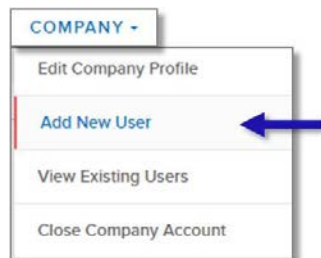 COMPANY
Edit Company Profile
Add New User
View Existing Users
Close Company Account